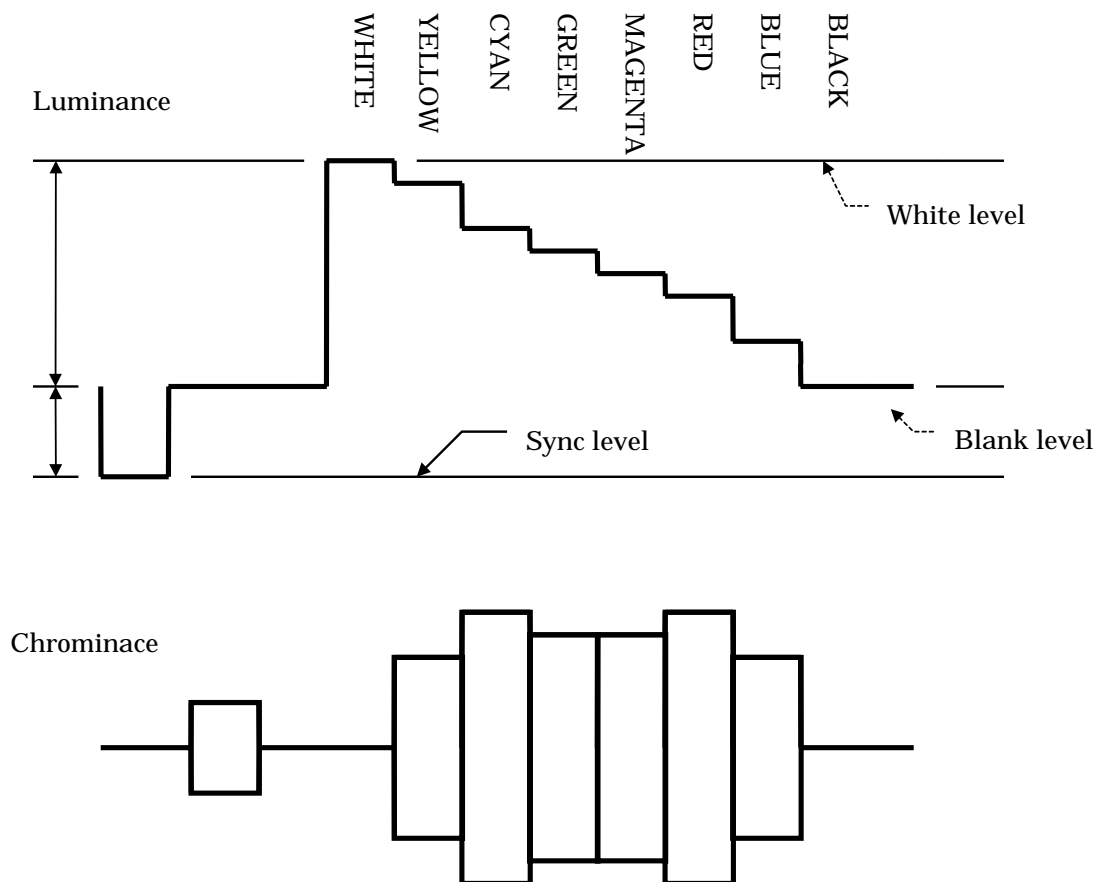 WHITE
YELLOW
CYAN
GREEN
MAGENTA
RED
BLUE
BLACK
Luminance
White level
Sync level
Blank level
Chrominace